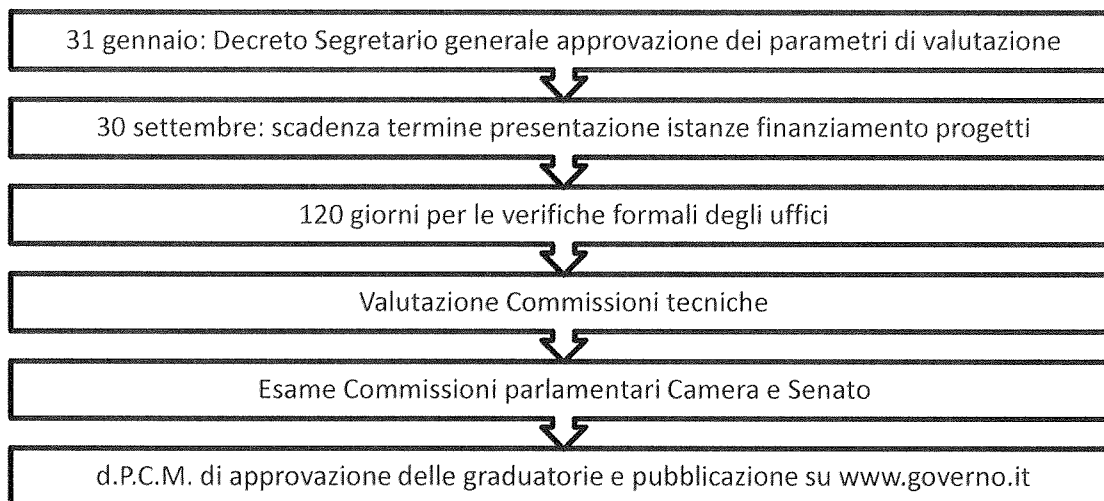 31 gennaio: Decreto Segretario generale approvazione dei parametri di valutazione
30 settembre: scadenza termine presentazione istanze finanziamento progetti
120 giorni per le verifiche formali degli uffici
Valutazione Commissioni tecniche
Esame Commissioni parlamentari Camera e Senato
d.P.C.M. di approvazione delle graduatorie e pubblicazione su www.governo.it